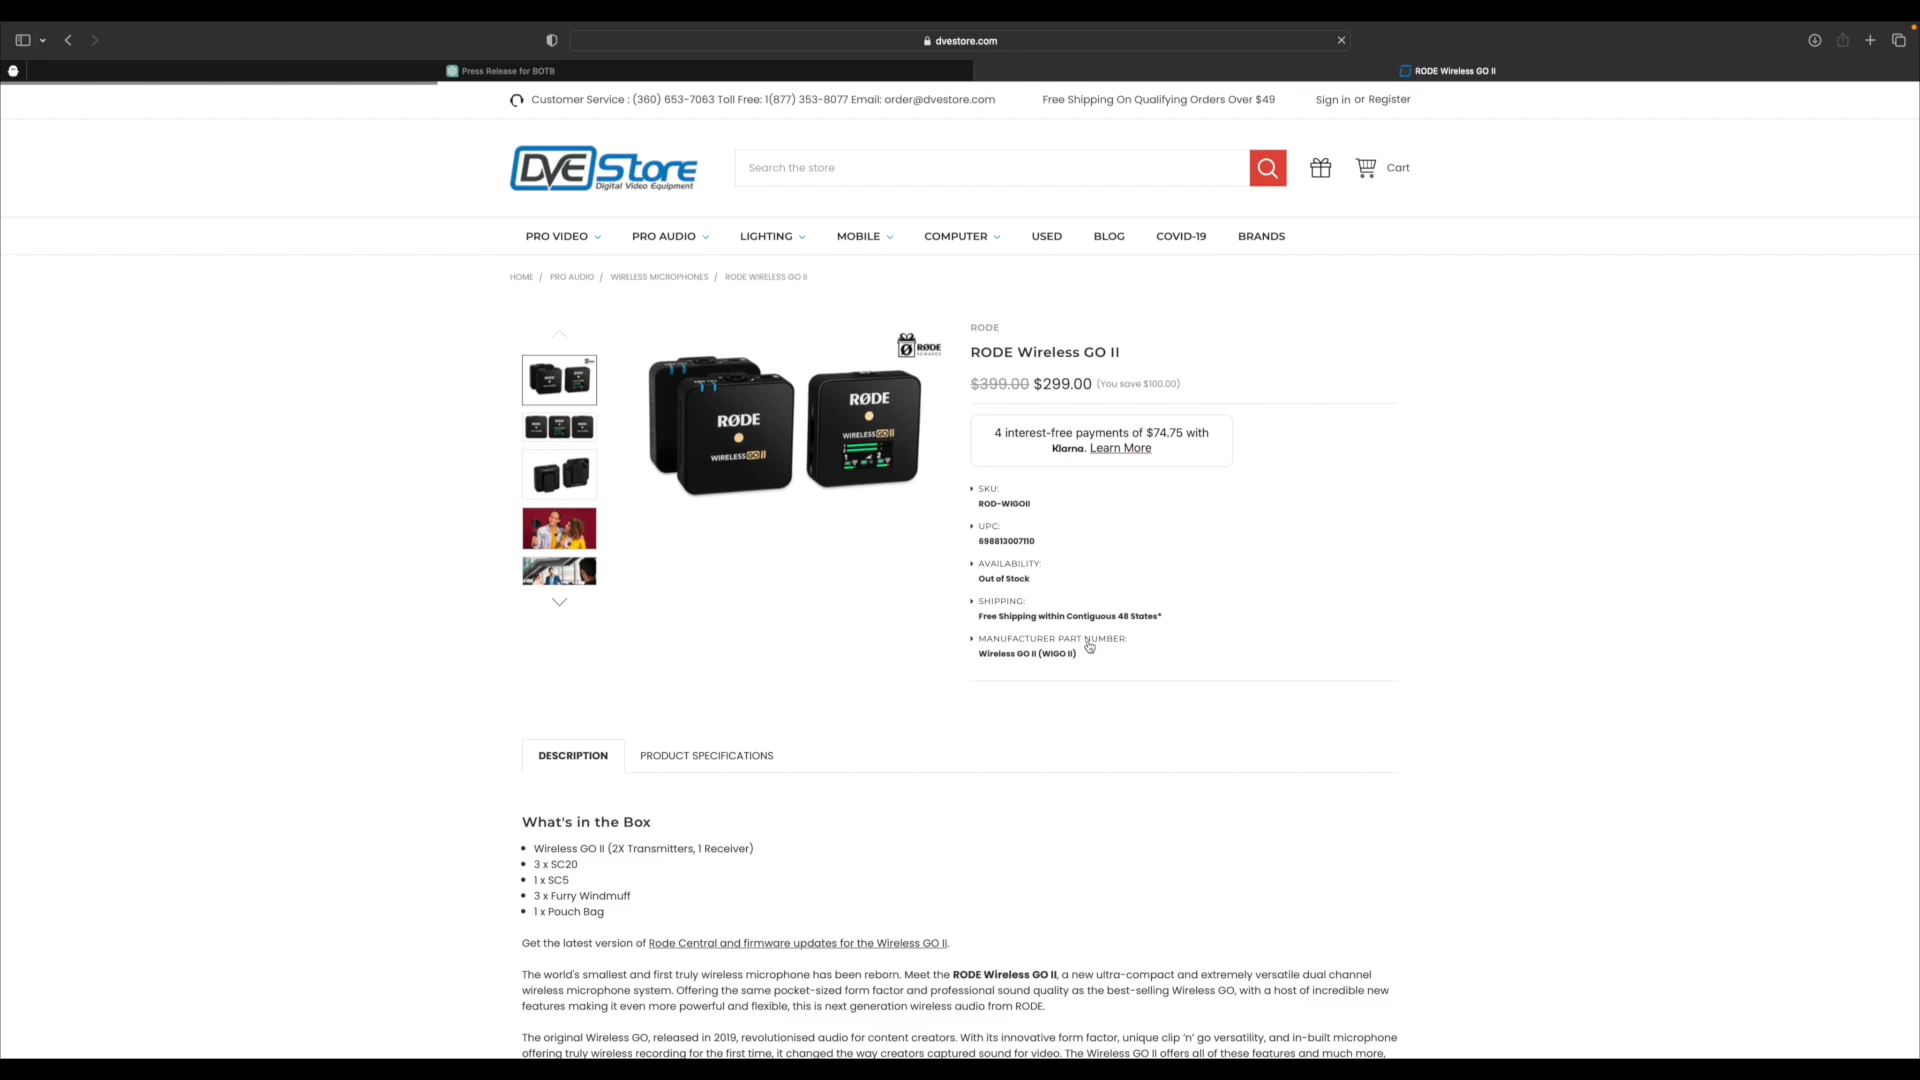 dvestore.com
Press Release for BOTB
RODE Wireless GO II
Customer Service : (360) 653-7063 Toll Free: 1(877) 353-8077 Email: order@dvestore.com
Free Shipping On Qualifying Orders Over $49
Sign in or Register
DVEStore
Digital Video Equipment
Search the store
Cart
PRO VIDEO
PRO AUDIO
LIGHTING
MOBILE
COMPUTER
USED
BLOG
COVID-19
BRANDS
HOME / PRO AUDIO / WIRELESS MICROPHONES / RODE WIRELESS GO II
RØDE
REWARDS
RØDE
WIRELESS GO II
RØDE
WIRELESS GO II
RODE
RODE Wireless GO II
$399.00 $299.00 (You save $100.00)
4 interest-free payments of $74.75 with
Klarna. Learn More
SKU:
ROD-WIGOII
UPC:
698813007110
AVAILABILITY:
Out of Stock
SHIPPING:
Free Shipping within Contiguous 48 States*
MANUFACTURER PART NUMBER:
Wireless GO II (WIGO II)
DESCRIPTION
PRODUCT SPECIFICATIONS
What's in the Box
Wireless GO II (2X Transmitters, 1 Receiver)
3 x SC20
1 x SC5
3 x Furry Windmuff
1 x Pouch Bag
Get the latest version of Rode Central and firmware updates for the Wireless GO II.
The world's smallest and first truly wireless microphone has been reborn. Meet the RODE Wireless GO II, a new ultra-compact and extremely versatile dual channel
wireless microphone system. Offering the same pocket-sized form factor and professional sound quality as the best-selling Wireless GO, with a host of incredible new
features making it even more powerful and flexible, this is next generation wireless audio from RODE.
The original Wireless GO, released in 2019, revolutionised audio for content creators. With its innovative form factor, unique clip 'n' go versatility, and in-built microphone
offering truly wireless recording for the first time, it changed the way creators captured sound for video. The Wireless GO II offers all of these features and much more,